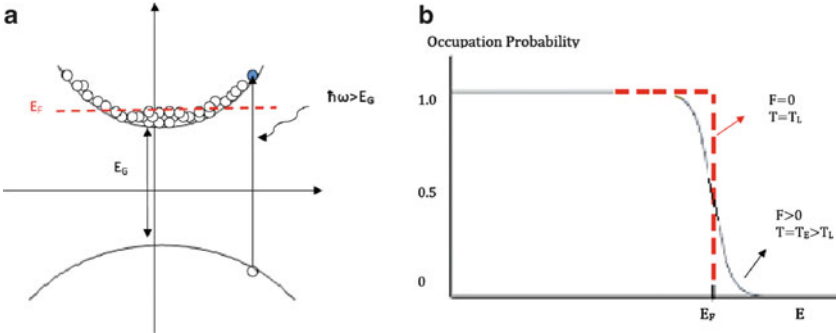 a
E_F
ħω>E_G
E_G
b
Occupation Probability
1.0
0.5
0
F=0
T=T_L
F>0
T=T_E>T_L
E_F
E